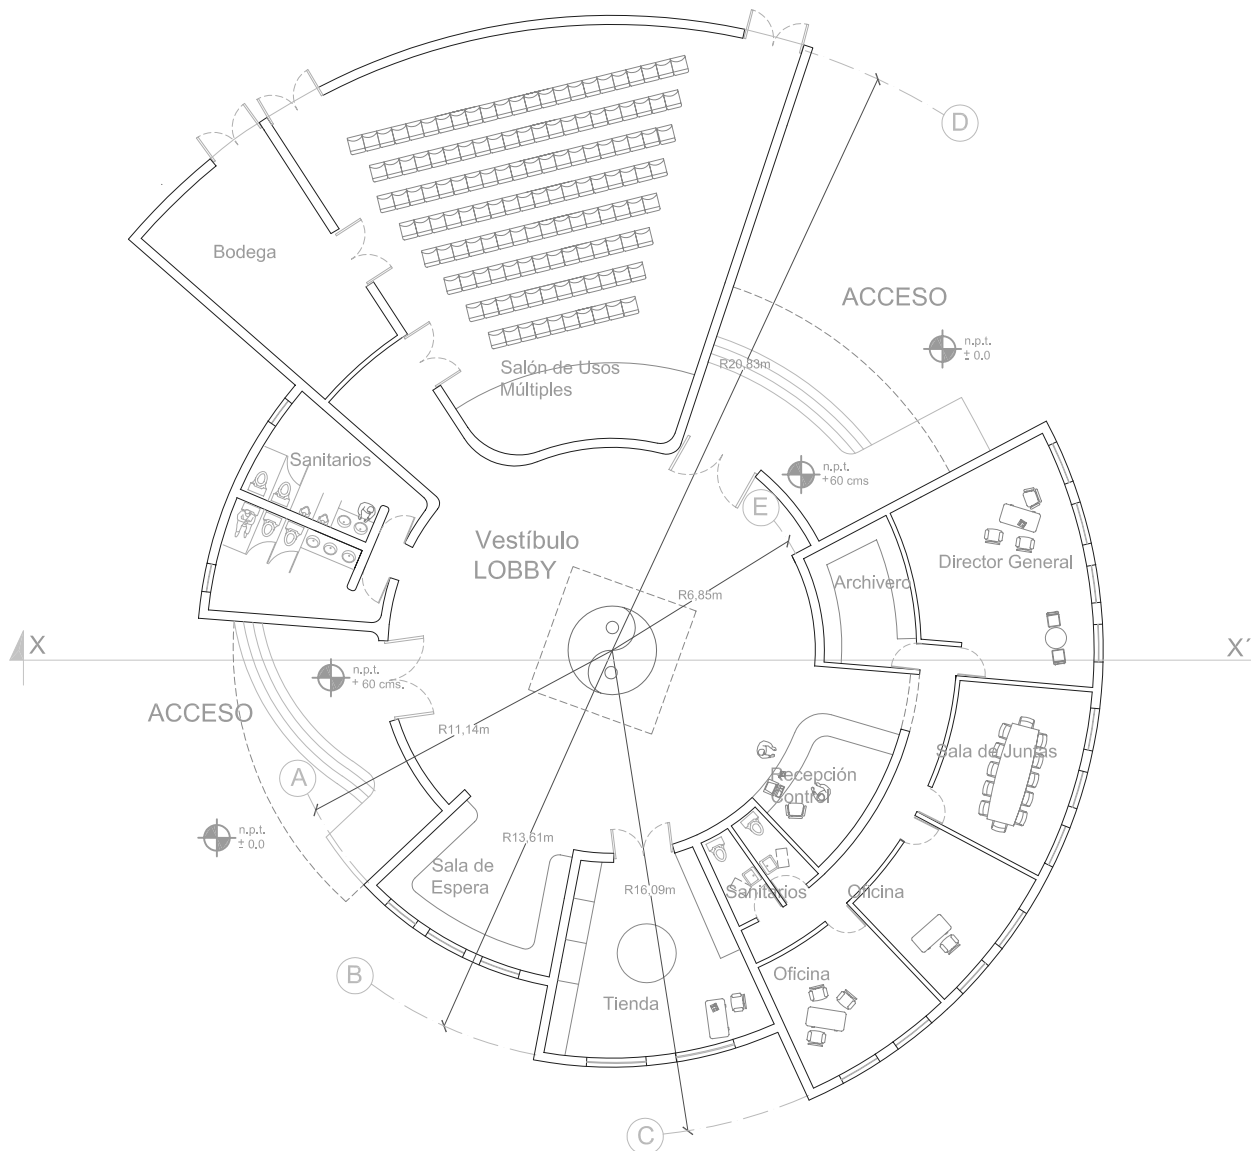 D
Bodega
ACCESO
n.p.t.
± 0.0
R20,83m
Salón de Usos
Múltiples
Sanitarios
n.p.t.
+60 cms
E
Vestíbulo
LOBBY
Director General
Archivero
R6,85m
X
X´
n.p.t.
+ 60 cms.
ACCESO
R11,14m
Sala de Juntas
A
Recepción
Control
n.p.t.
± 0.0
R13,61m
Sala de
Espera
R16,09m
Sanitarios
Oficina
B
Oficina
Tienda
C